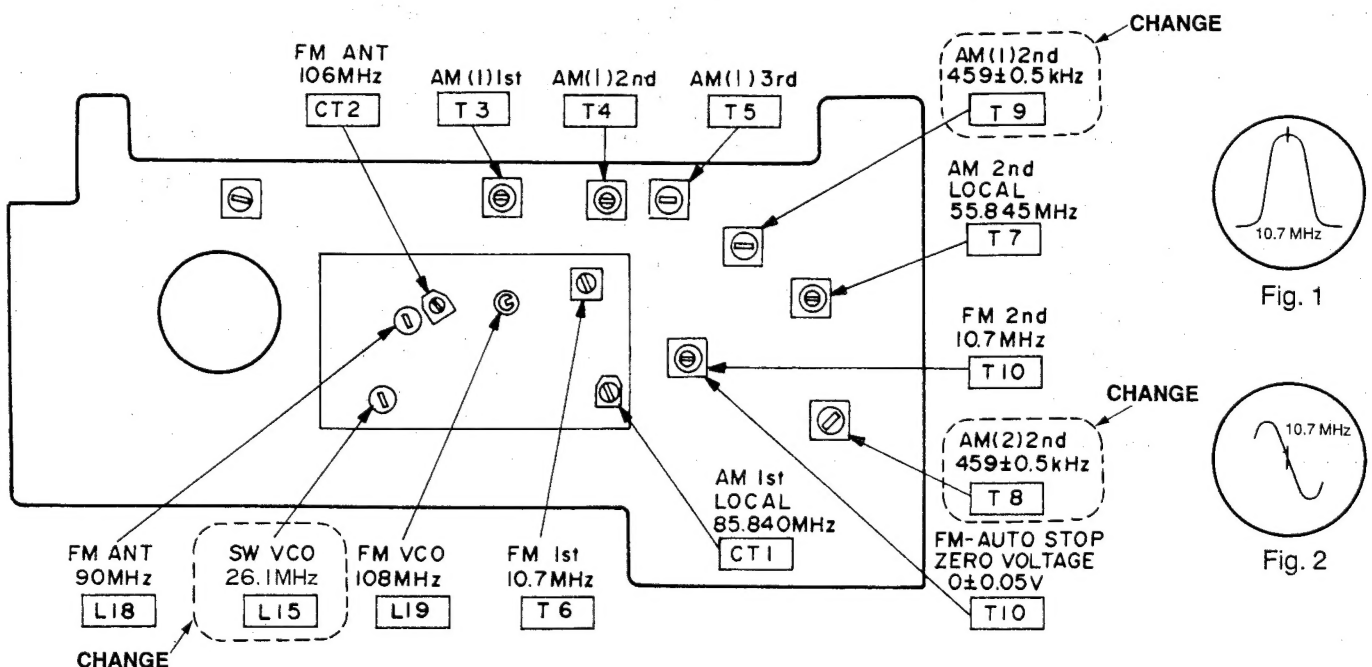 CHANGE
FM ANT
106MHz
CT2
AM(1)1st
T3
AM(1)2nd
T4
AM(1)3rd
T5
AM(1)2nd
459±0.5kHz
T9
AM 2nd
LOCAL
55.845MHz
T7
10.7 MHz
Fig. 1
FM 2nd
10.7MHz
T10
CHANGE
AM(2)2nd
459±0.5kHz
T8
10.7 MHz
Fig. 2
AM 1st
LOCAL
85.840MHz
CT1
FM-AUTO STOP
ZERO VOLTAGE
0±0.05V
T10
FM ANT
90MHz
L18
SW VCO
26.1MHz
L15
FM VCO
108MHz
L19
FM 1st
10.7MHz
T6
CHANGE